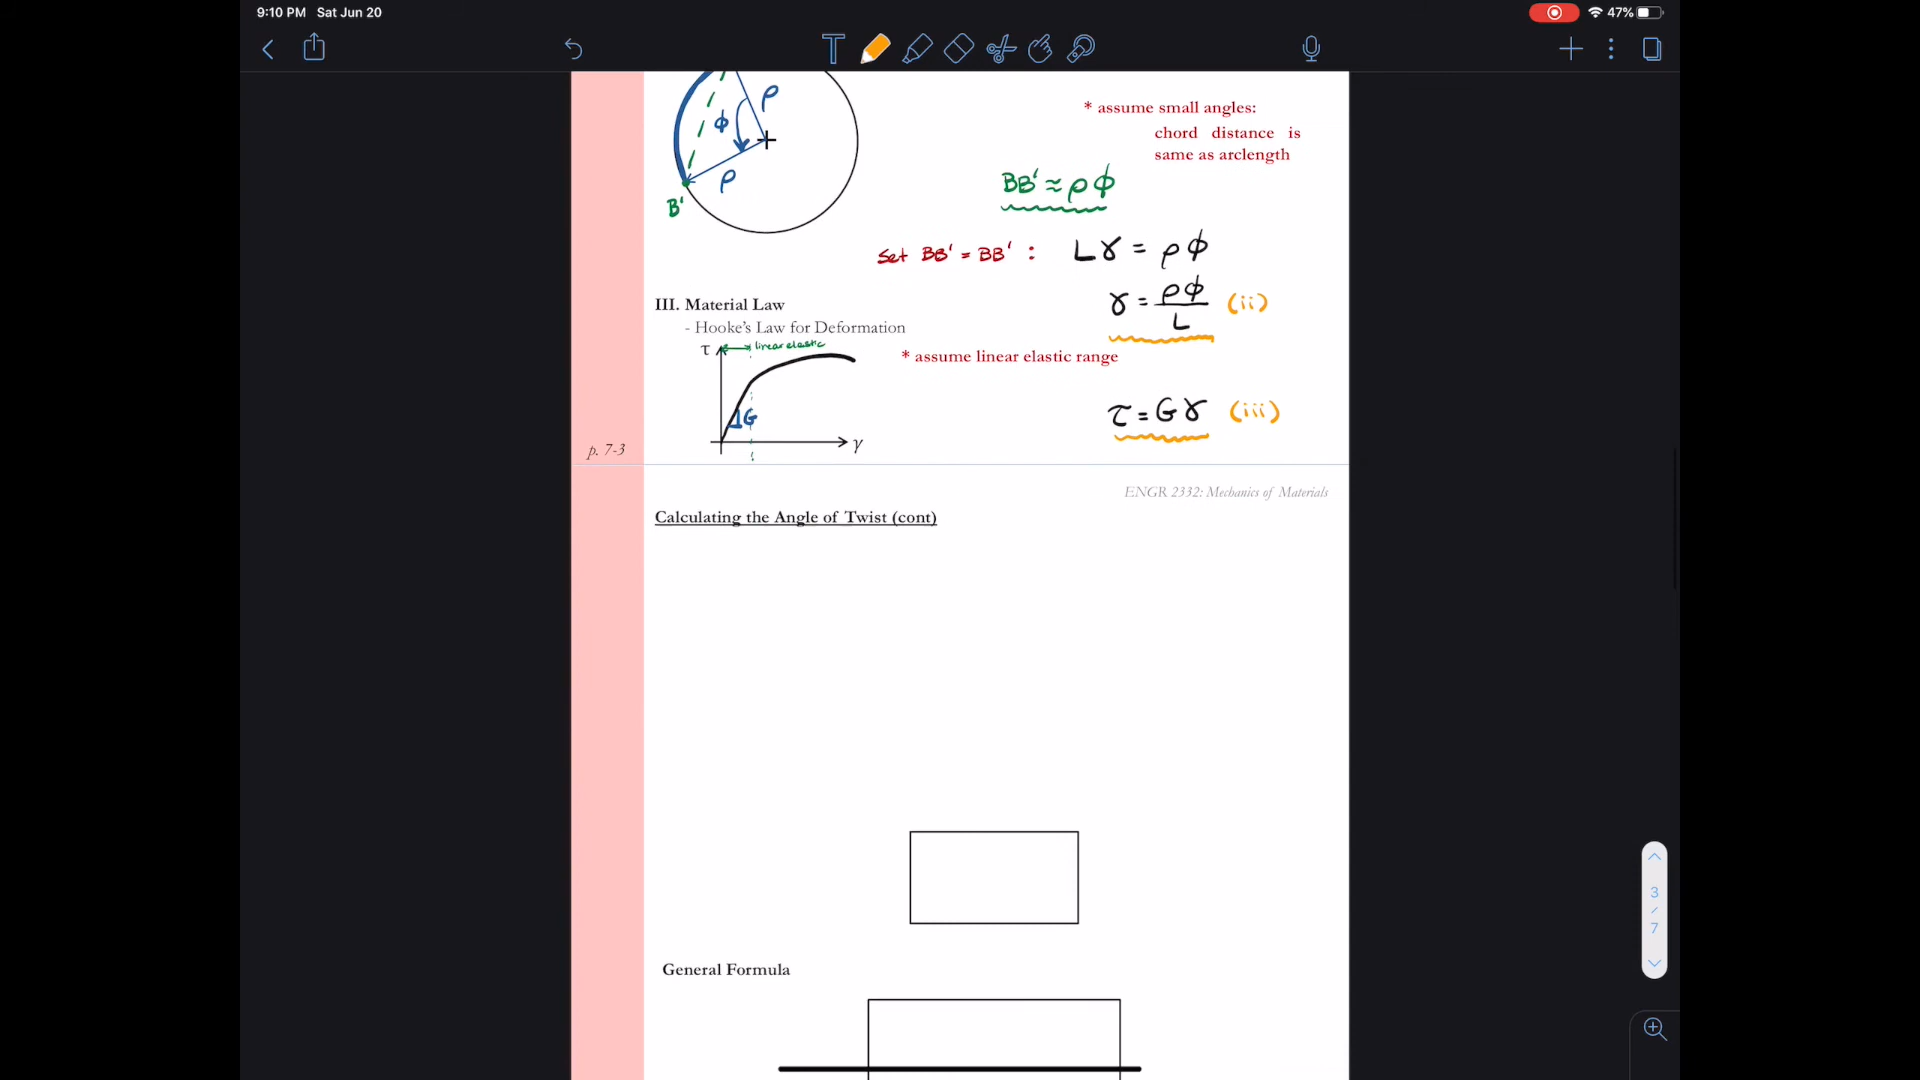 9:10 PM Sat Jun 20
47%
ρ
* assume small angles:
ϕ
chord distance is
same as arclength
ρ
BB' ≈ ρϕ
B'
Set BB' = BB' : Lγ = ρϕ
III. Material Law
γ = ρϕ / L (ii)
- Hooke's Law for Deformation
τ linear elastic
* assume linear elastic range
G
τ = Gγ (iii)
γ
p. 7-3
ENGR 2332: Mechanics of Materials
Calculating the Angle of Twist (cont)
3
/
7
General Formula